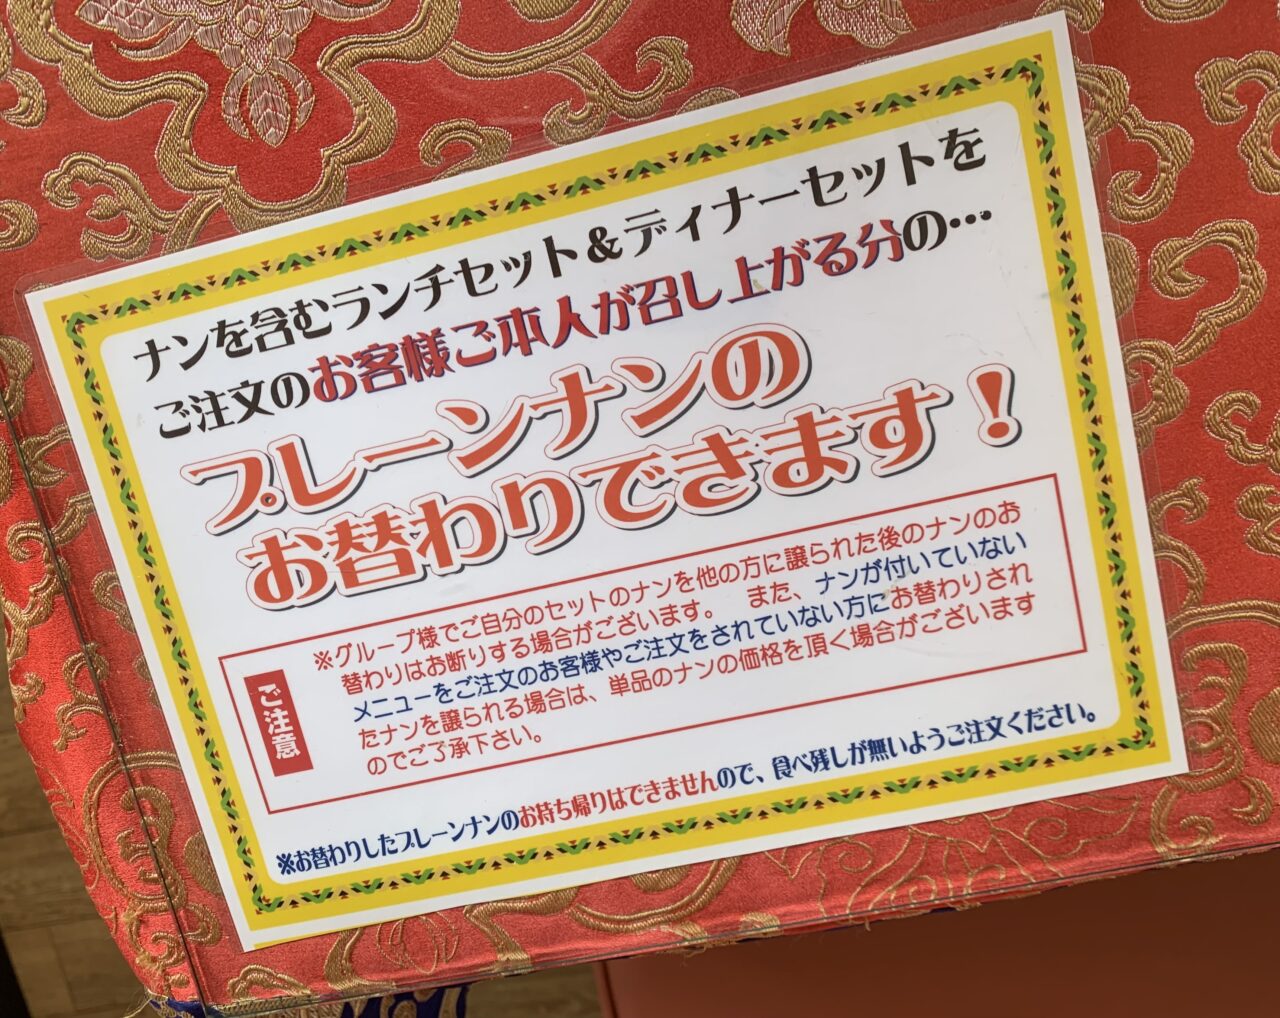 ナンを含むランチセット&ディナーセットを
ご注文のお客様ご本人が召し上がる分の…
プレーンナンの
お替わりできます！
ご注意
※グループ様でご自分のセットのナンを他の方に譲られた後のナンのお
替わりはお断りする場合がございます。 また、ナンが付いていない
メニューをご注文のお客様やご注文をされていない方にお替わりされ
たナンを譲られる場合は、単品のナンの価格を頂く場合がございます
のでご了承下さい。
※お替わりしたプレーンナンのお持ち帰りはできませんので、食べ残しが無いようご注文ください。